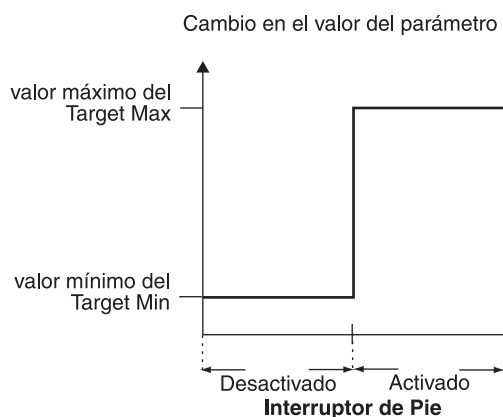 Cambio en el valor del parámetro
valor máximo del
Target Max
valor mínimo del
Target Min
Desactivado
Activado
Interruptor de Pie